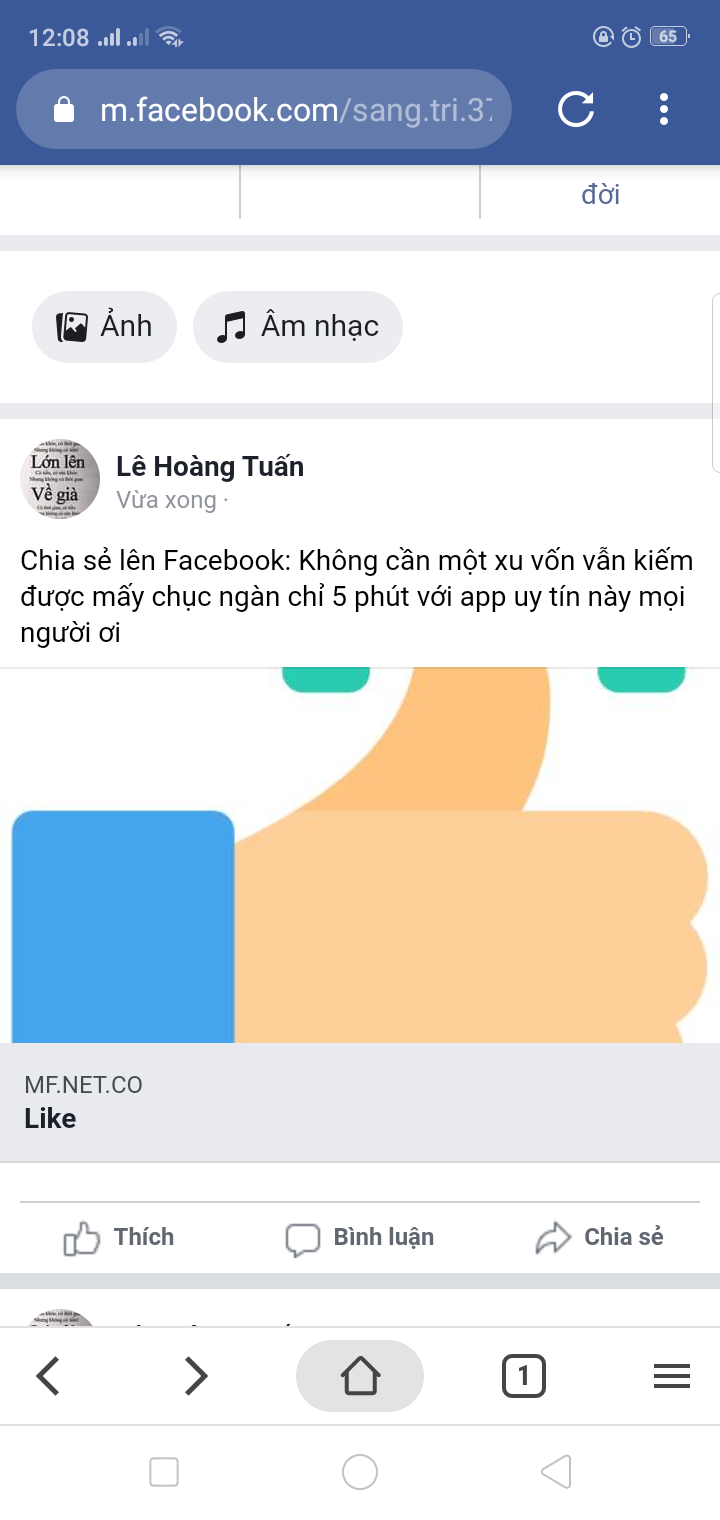 12:08
65
m.facebook.com/sang.tri.37
đời
Ảnh
Âm nhạc
Lớn lên
Về già
Lê Hoàng Tuấn
Vừa xong ·
Chia sẻ lên Facebook: Không cần một xu vốn vẫn kiếm
được mấy chục ngàn chỉ 5 phút với app uy tín này mọi
người ơi
MF.NET.CO
Like
Thích
Bình luận
Chia sẻ
1